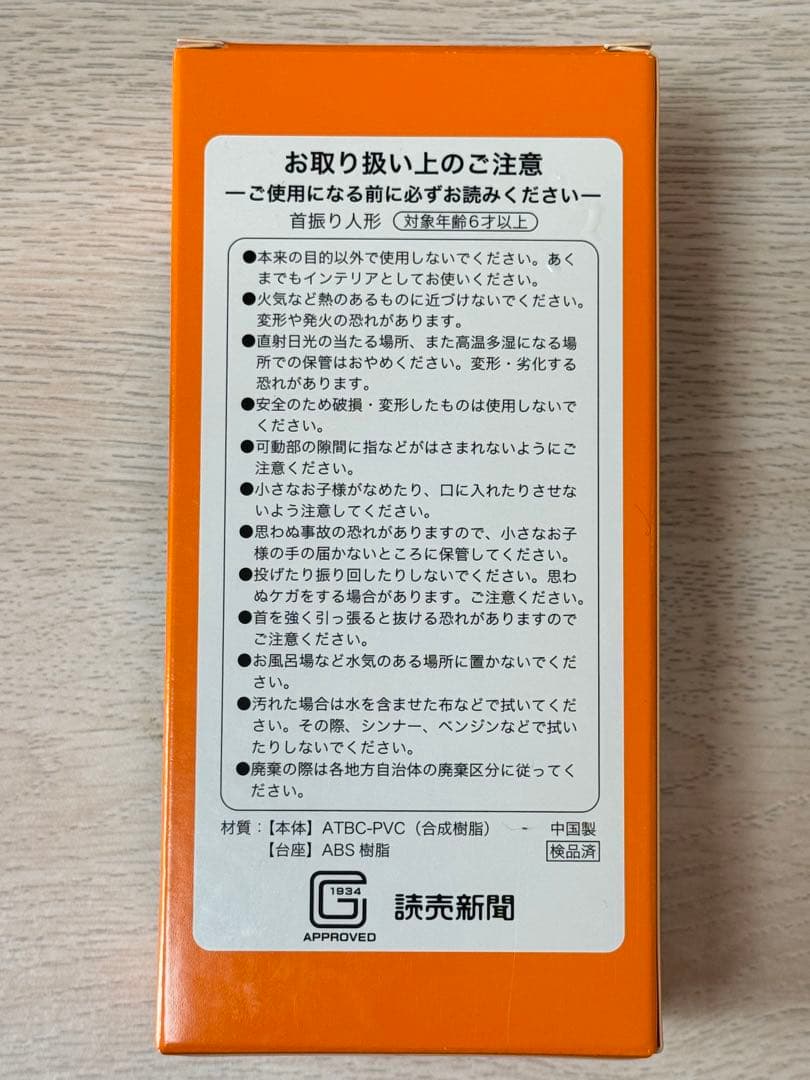 お取り扱い上のご注意
―ご使用になる前に必ずお読みください―
首振り人形 対象年齢6才以上
●本来の目的以外で使用しないでください。あく
までもインテリアとしてお使いください。
●火気など熱のあるものに近づけないでください。
変形や発火の恐れがあります。
●直射日光の当たる場所、また高温多湿になる場
所での保管はおやめください。変形・劣化する
恐れがあります。
●安全のため破損・変形したものは使用しないで
ください。
●可動部の隙間に指などがはさまれないようにご
注意ください。
●小さなお子様がなめたり、口に入れたりさせな
いよう注意してください。
●思わぬ事故の恐れがありますので、小さなお子
様の手の届かないところに保管してください。
●投げたり振り回したりしないでください。思わ
ぬケガをする場合があります。ご注意ください。
●首を強く引っ張ると抜ける恐れがありますので
ご注意ください。
●お風呂場など水気のある場所に置かないでくだ
さい。
●汚れた場合は水を含ませた布などで拭いてくだ
さい。その際、シンナー、ベンジンなどで拭い
たりしないでください。
●廃棄の際は各地方自治体の廃棄区分に従ってく
ださい。
材質：【本体】ATBC-PVC（合成樹脂） 中国製
【台座】ABS 樹脂 検品済
1934
G
APPROVED
読売新聞